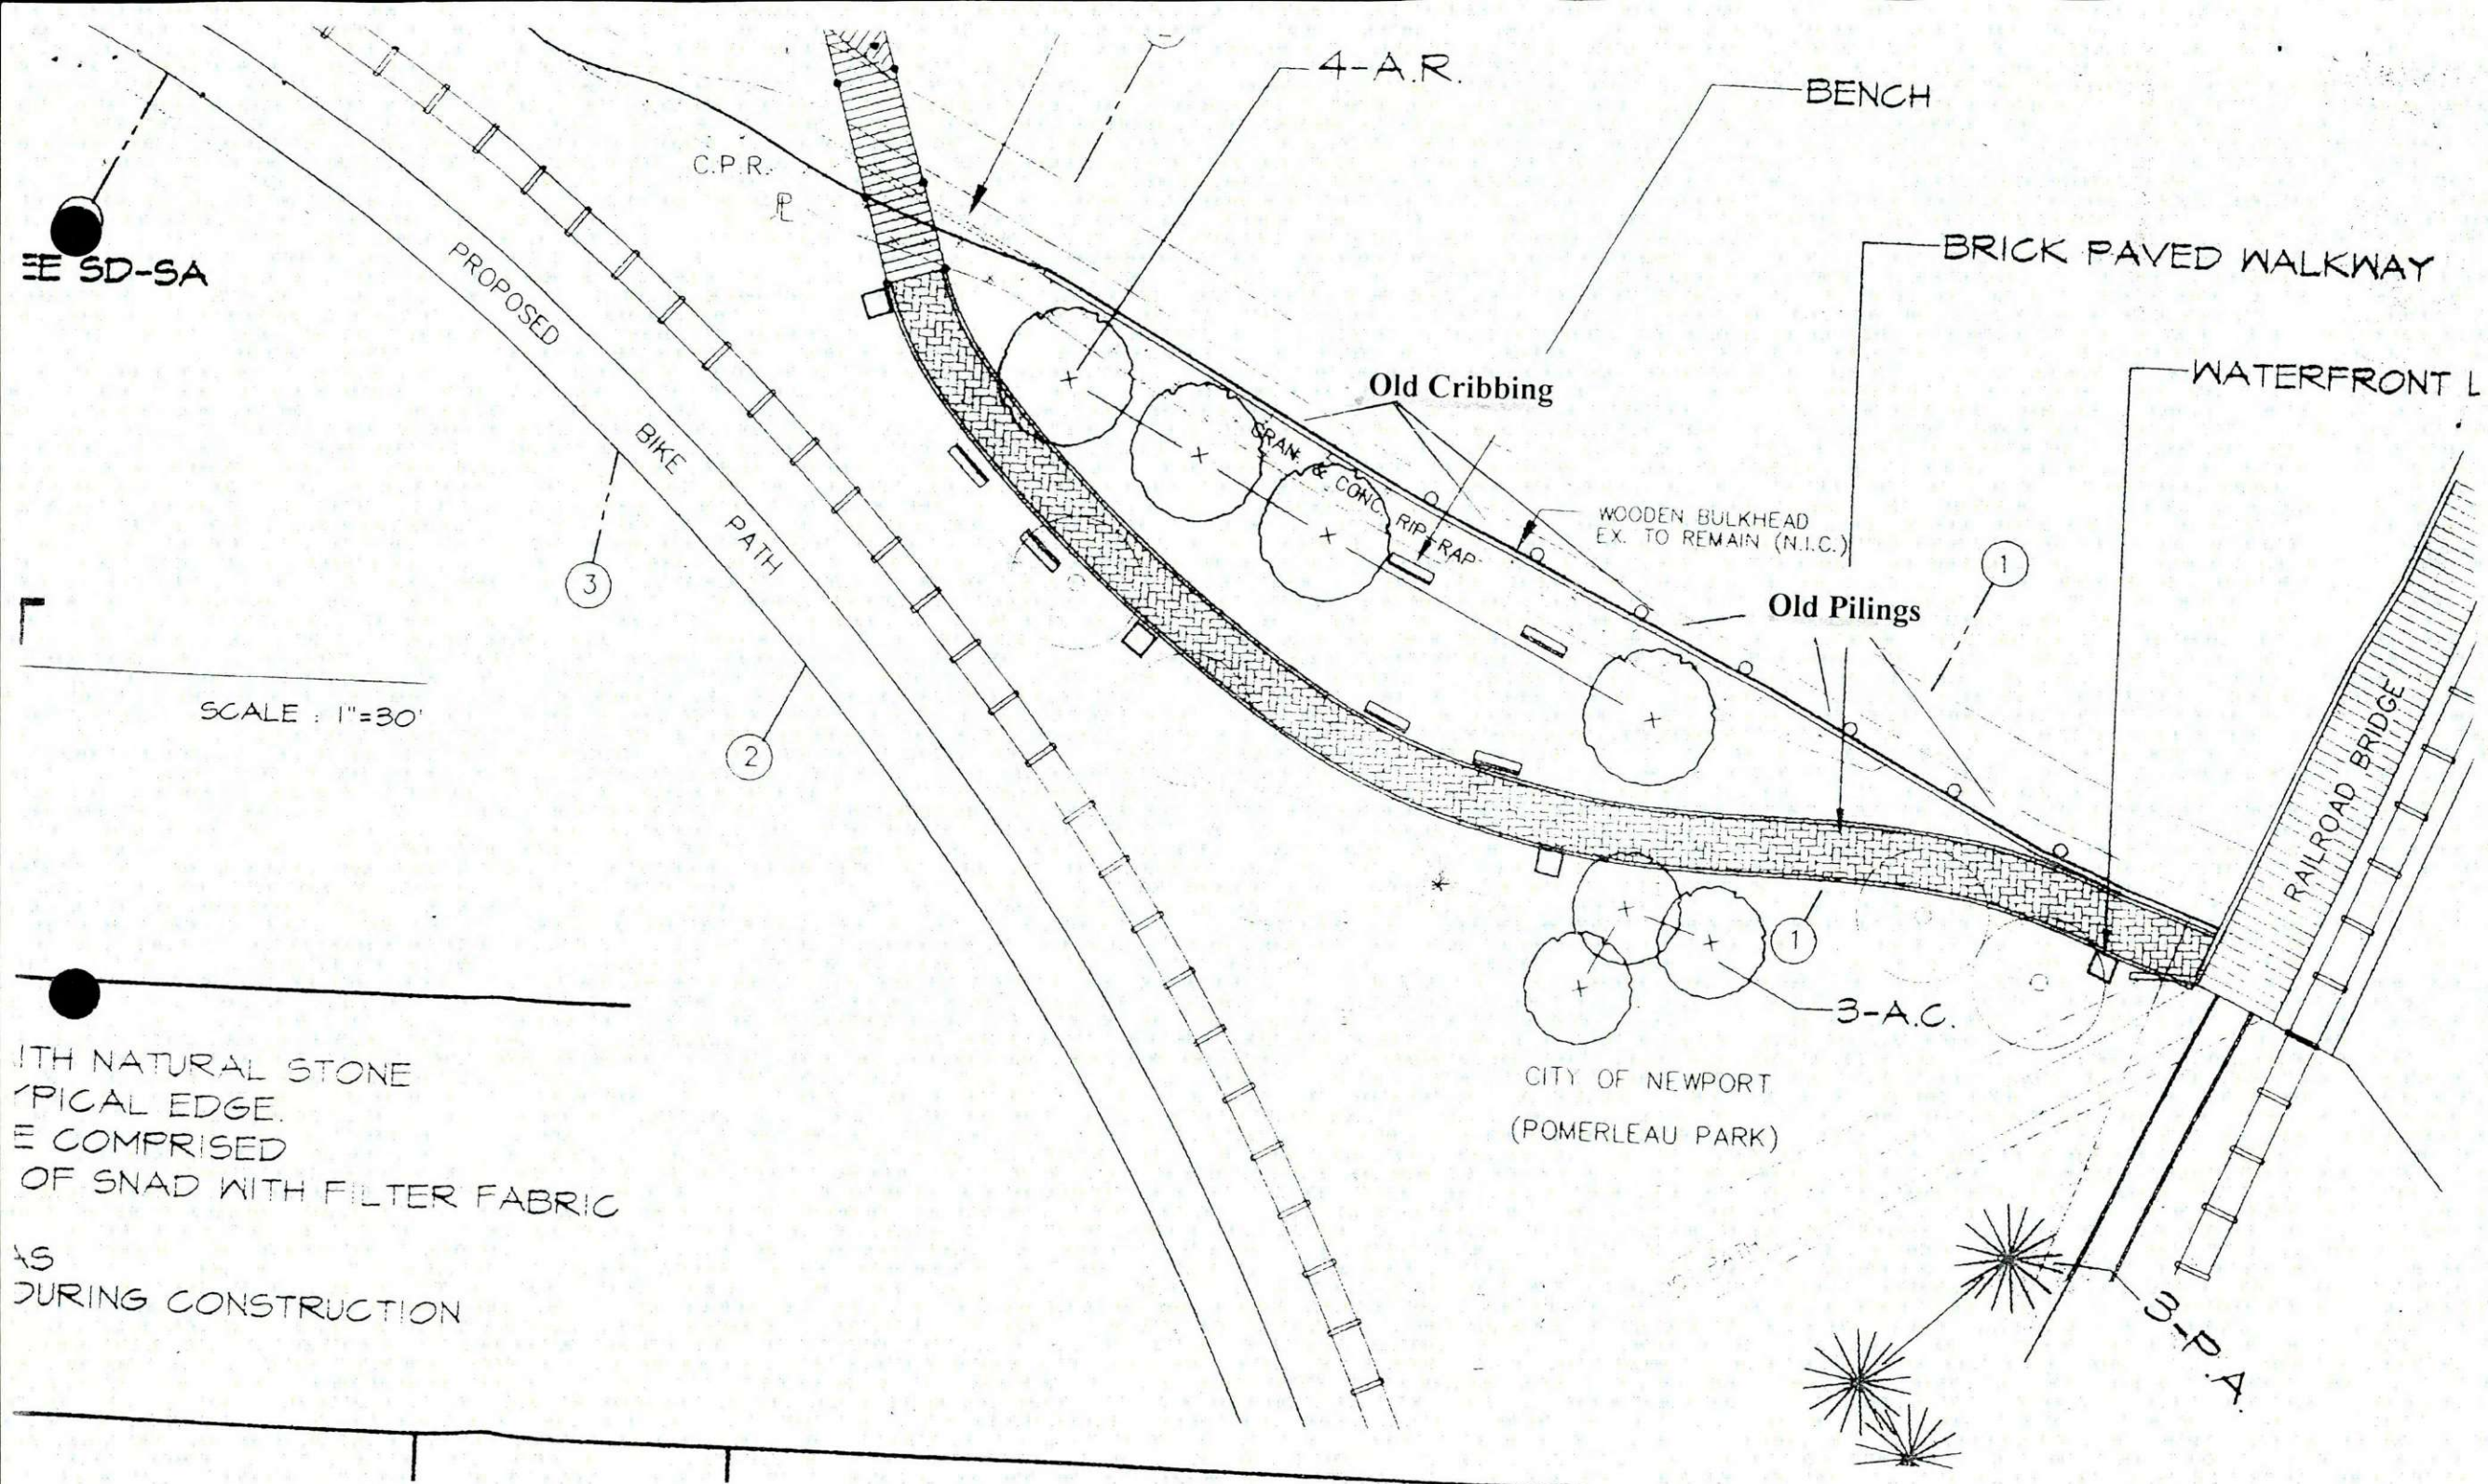 4-A.R.
BENCH
C.P.R.
PL
BRICK PAVED WALKWAY
EE SD-SA
PROPOSED
BIKE
PATH
WATERFRONT L
Old Cribbing
GRAN. & CONC. RIP-RAP
WOODEN BULKHEAD
EX. TO REMAIN (N.I.C.)
1
3
Old Pilings
SCALE : 1"=30'
2
RAILROAD BRIDGE
1
3-A.C.
ITH NATURAL STONE
YPICAL EDGE.
E COMPRISED
OF SNAD WITH FILTER FABRIC
AS
DURING CONSTRUCTION
CITY OF NEWPORT
(POMERLEAU PARK)
3-P.A.